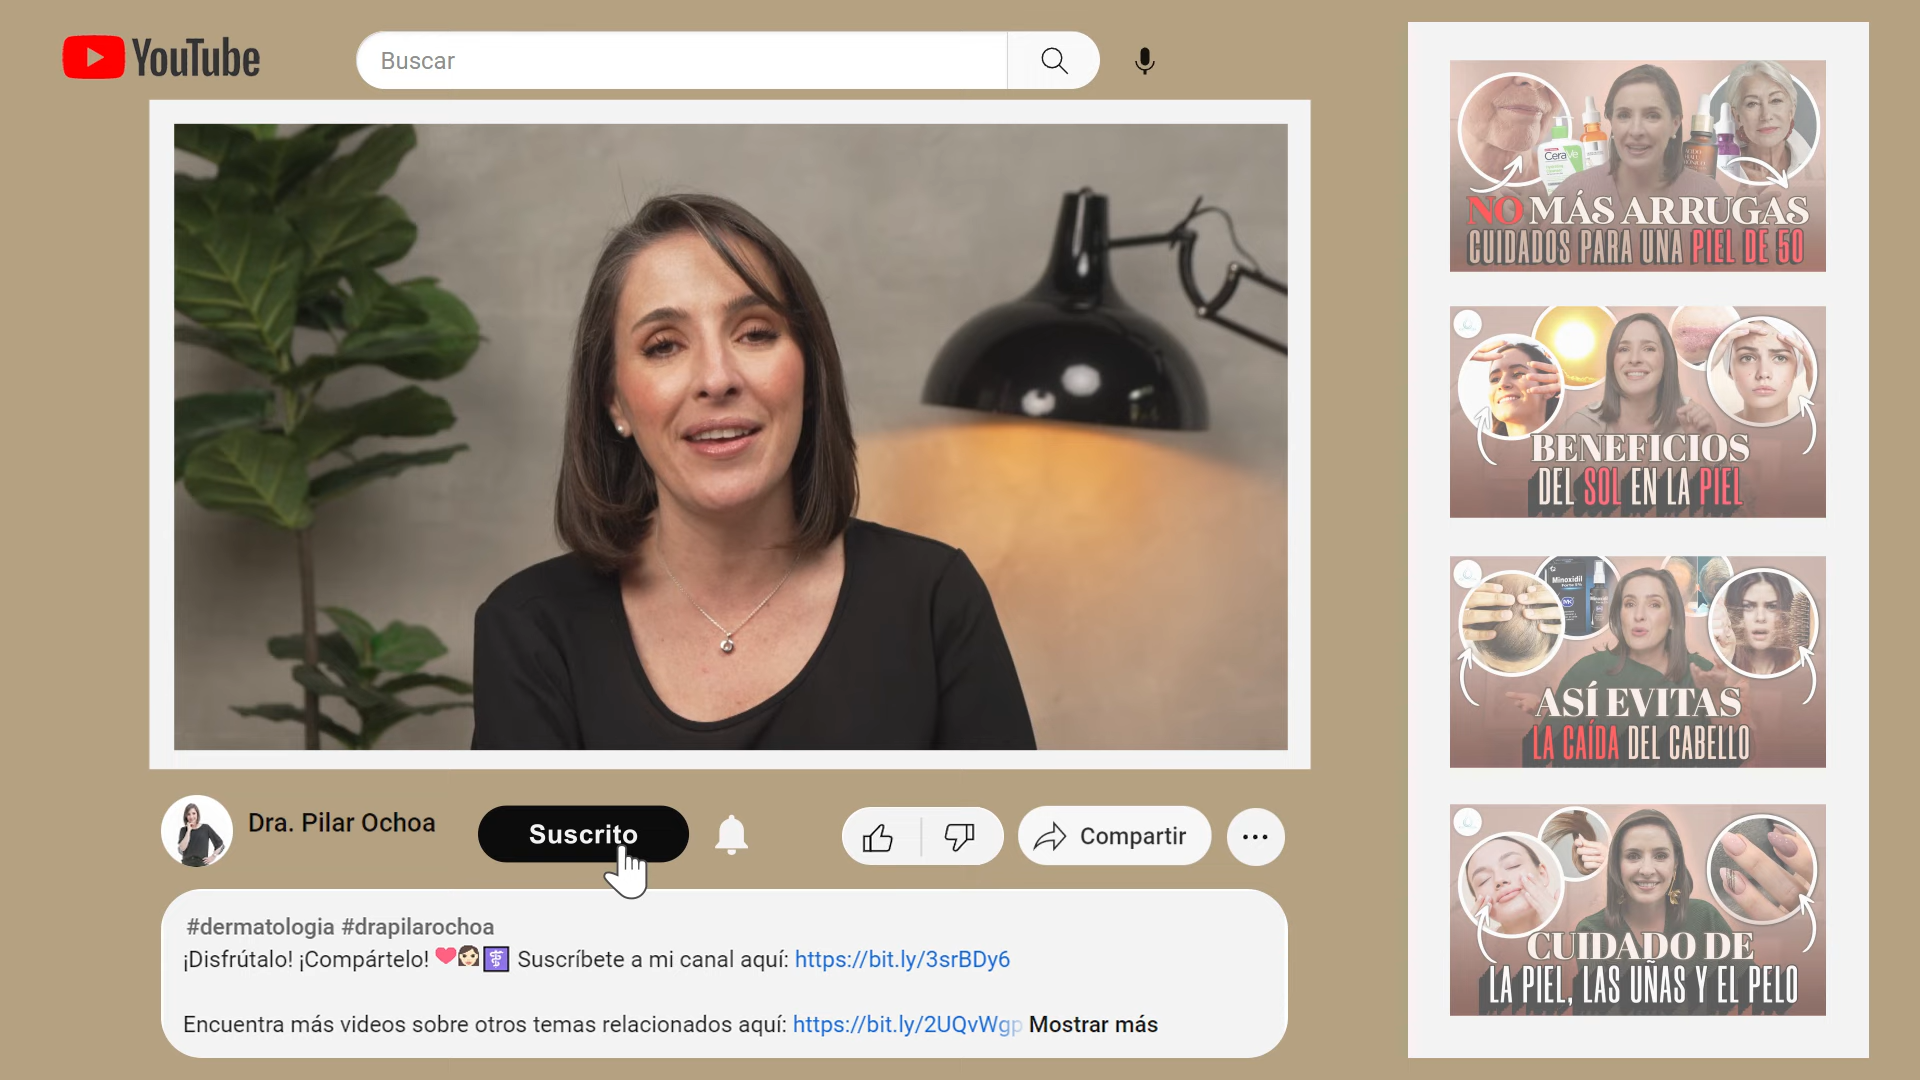 YouTube
Buscar
Dra. Pilar Ochoa
Suscrito
Compartir
#dermatologia #drapilarochoa
¡Disfrútalo! ¡Compártelo! ❤👩🏻⚕ Suscríbete a mi canal aquí: https://bit.ly/3srBDy6
Encuentra más videos sobre otros temas relacionados aquí: https://bit.ly/2UQvWgp Mostrar más
CeraVe
NO MÁS ARRUGAS
CUIDADOS PARA UNA PIEL DE 50
BENEFICIOS
DEL SOL EN LA PIEL
Minoxidil
MK
ASÍ EVITAS
LA CAÍDA DEL CABELLO
CUIDADO DE
LA PIEL, LAS UÑAS Y EL PELO